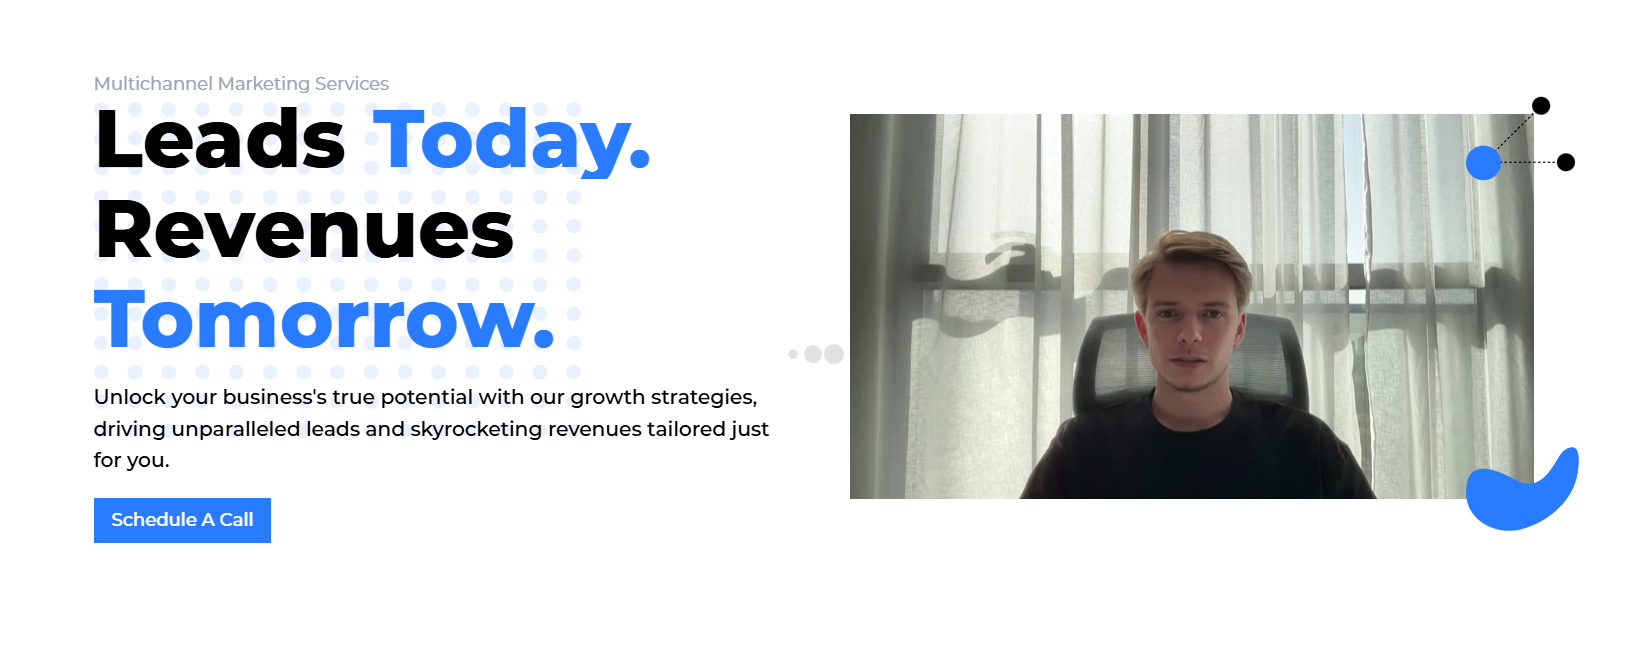 Multichannel Marketing Services
Leads Today.
Revenues
Tomorrow.
Unlock your business's true potential with our growth strategies,
driving unparalleled leads and skyrocketing revenues tailored just
for you.
Schedule A Call